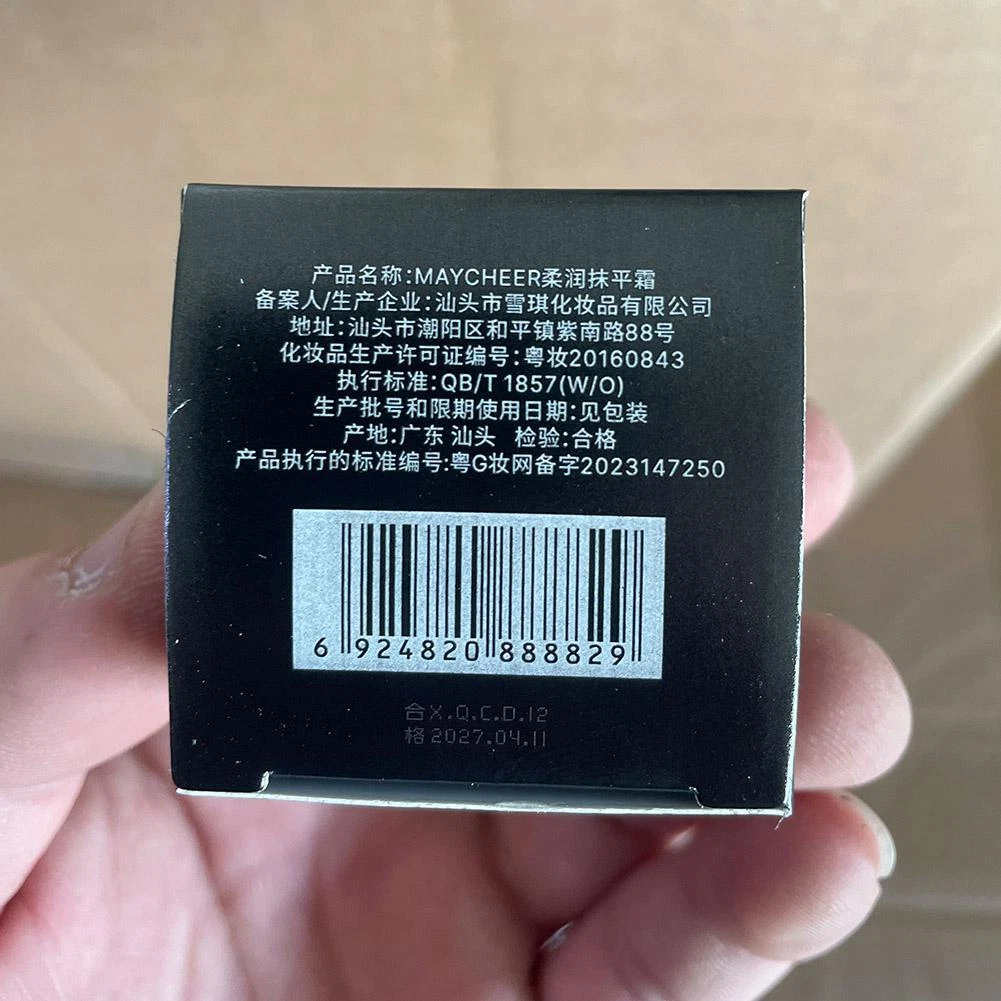 产品名称:MAYCHEER柔润抹平霜
备案人/生产企业:汕头市雪琪化妆品有限公司
地址:汕头市潮阳区和平镇紫南路88号
化妆品生产许可证编号:粤妆20160843
执行标准:QB/T 1857(W/O)
生产批号和限期使用日期:见包装
产地:广东 汕头 检验:合格
产品执行的标准编号:粤G妆网备字2023147250
6 924820 888829
合X.Q.C.D.12
格2027.04.11